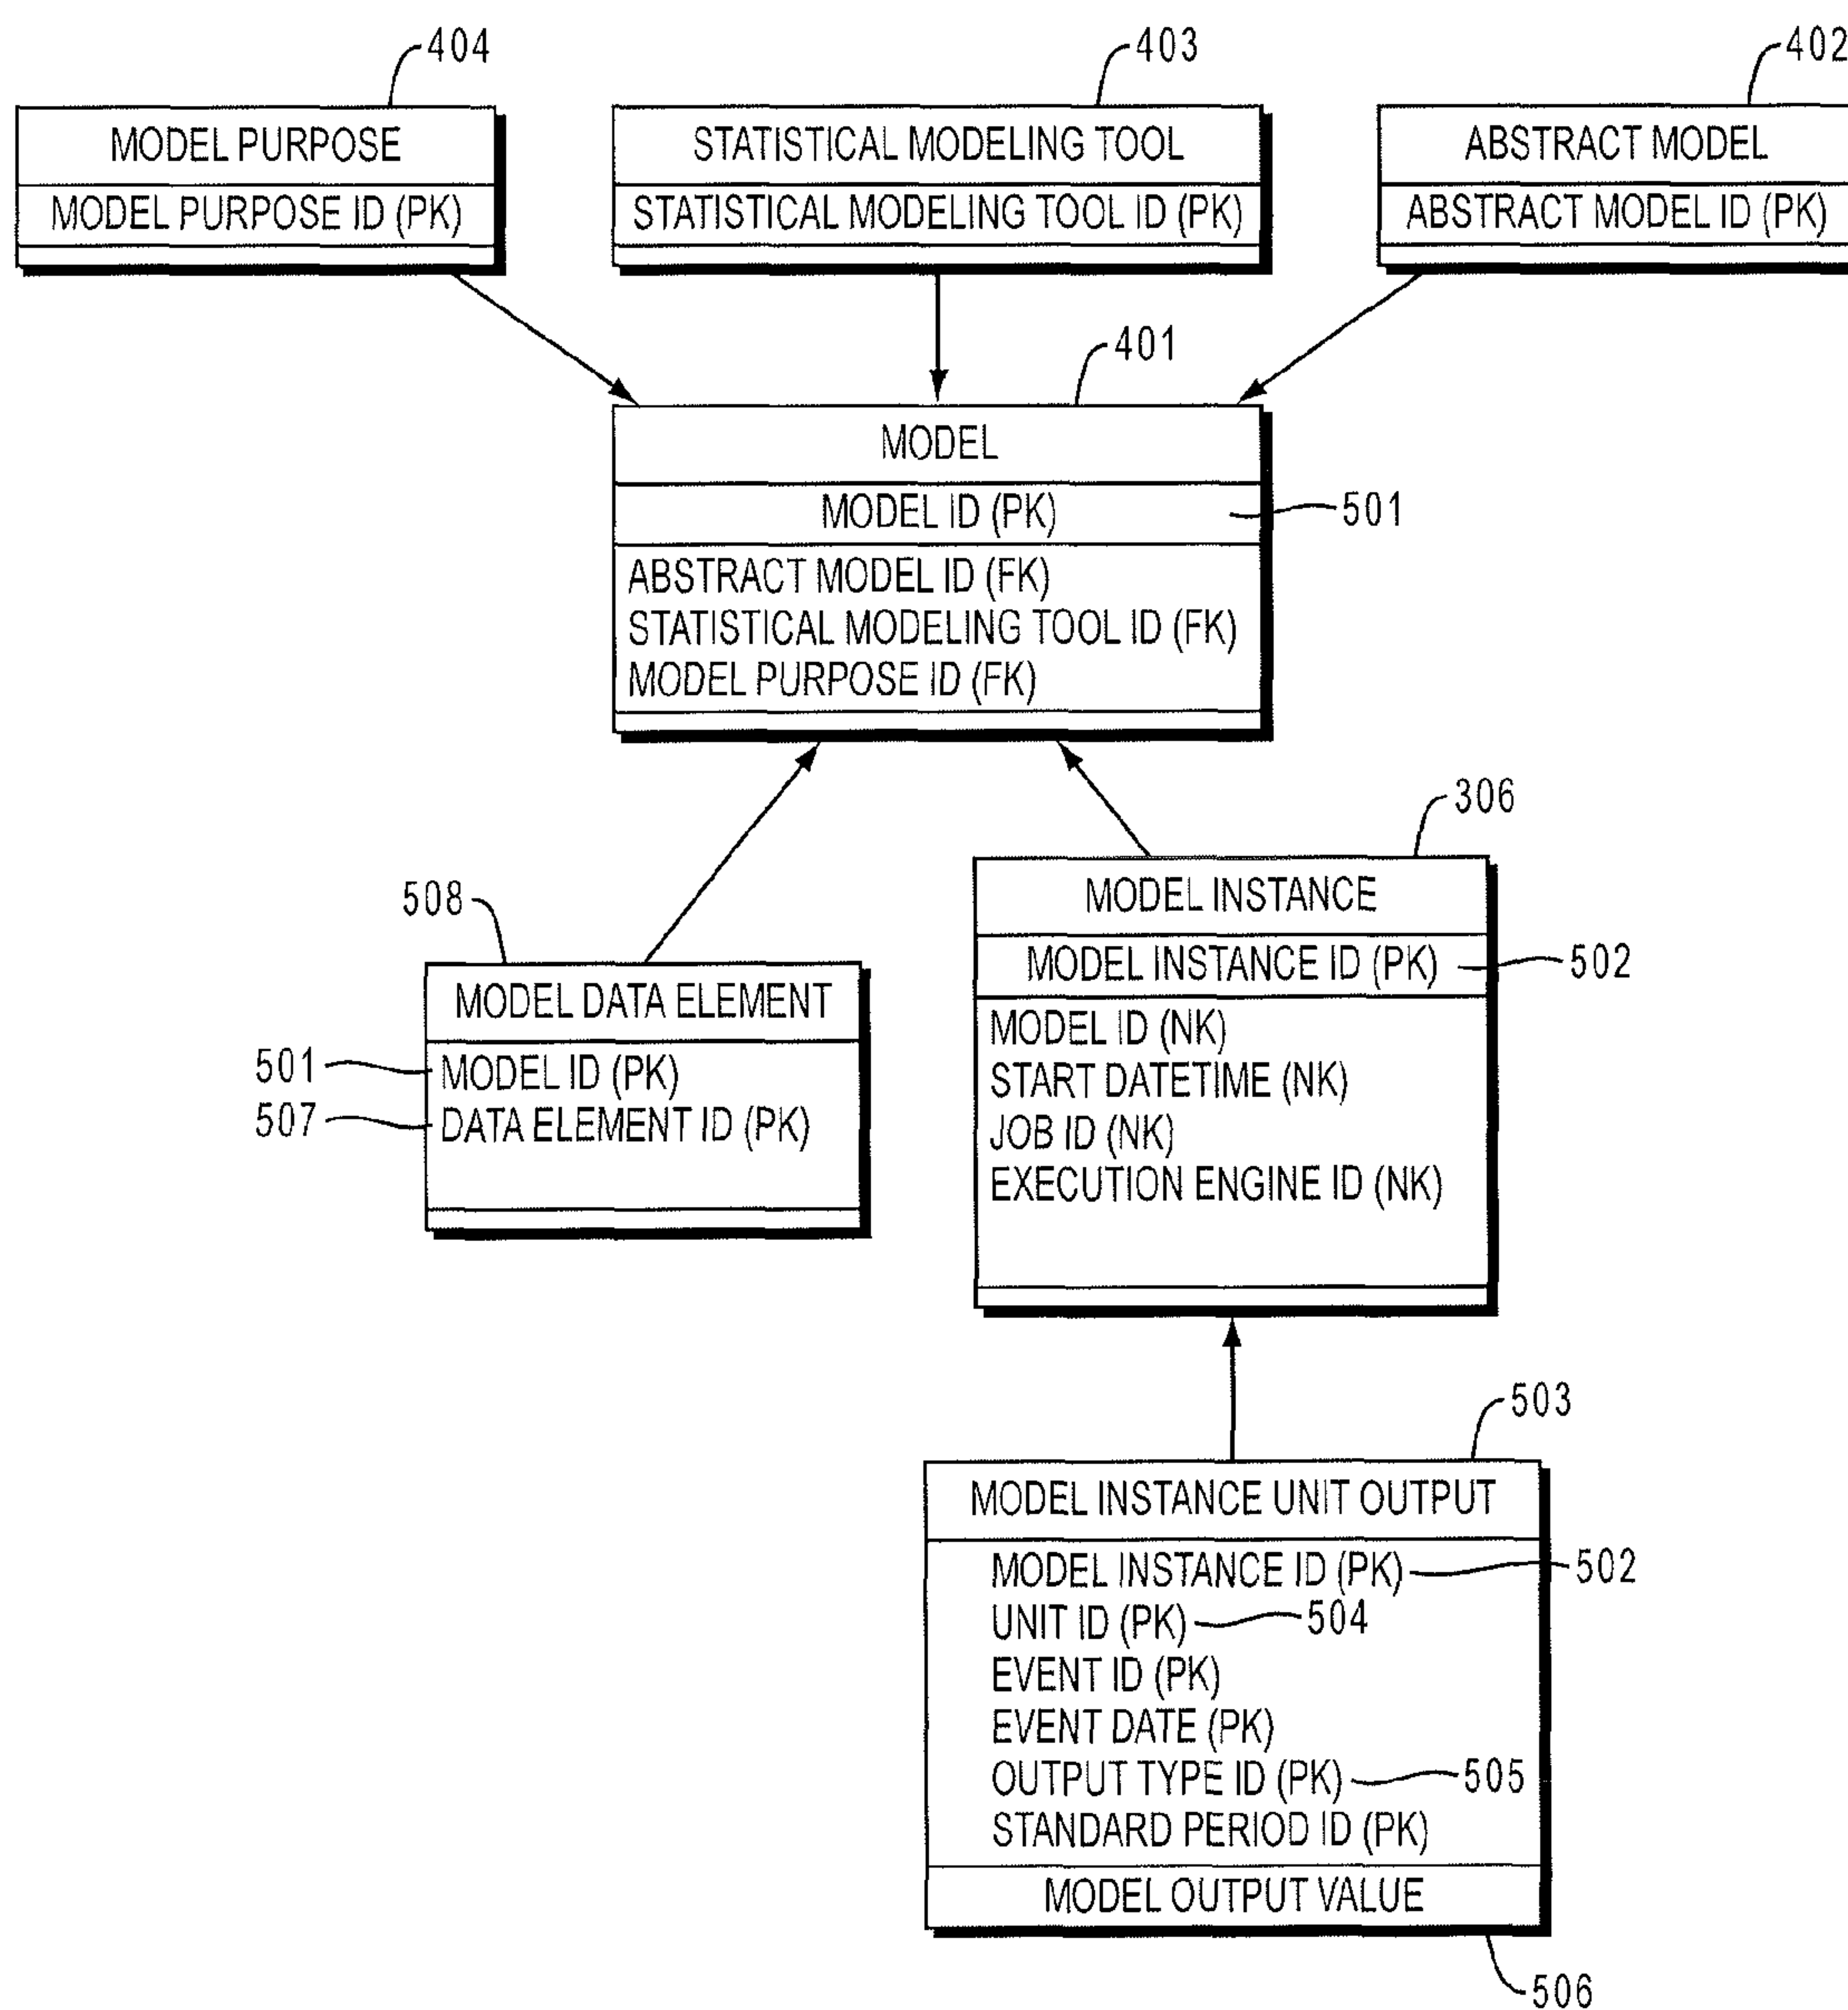 404
403
402
MODEL PURPOSE
MODEL PURPOSE ID (PK)
STATISTICAL MODELING TOOL
STATISTICAL MODELING TOOL ID (PK)
ABSTRACT MODEL
ABSTRACT MODEL ID (PK)
401
MODEL
MODEL ID (PK)
501
ABSTRACT MODEL ID (FK)
STATISTICAL MODELING TOOL ID (FK)
MODEL PURPOSE ID (FK)
508
MODEL DATA ELEMENT
501
MODEL ID (PK)
507
DATA ELEMENT ID (PK)
306
MODEL INSTANCE
MODEL INSTANCE ID (PK)
502
MODEL ID (NK)
START DATETIME (NK)
JOB ID (NK)
EXECUTION ENGINE ID (NK)
503
MODEL INSTANCE UNIT OUTPUT
MODEL INSTANCE ID (PK)
502
UNIT ID (PK)
504
EVENT ID (PK)
EVENT DATE (PK)
OUTPUT TYPE ID (PK)
505
STANDARD PERIOD ID (PK)
MODEL OUTPUT VALUE
506